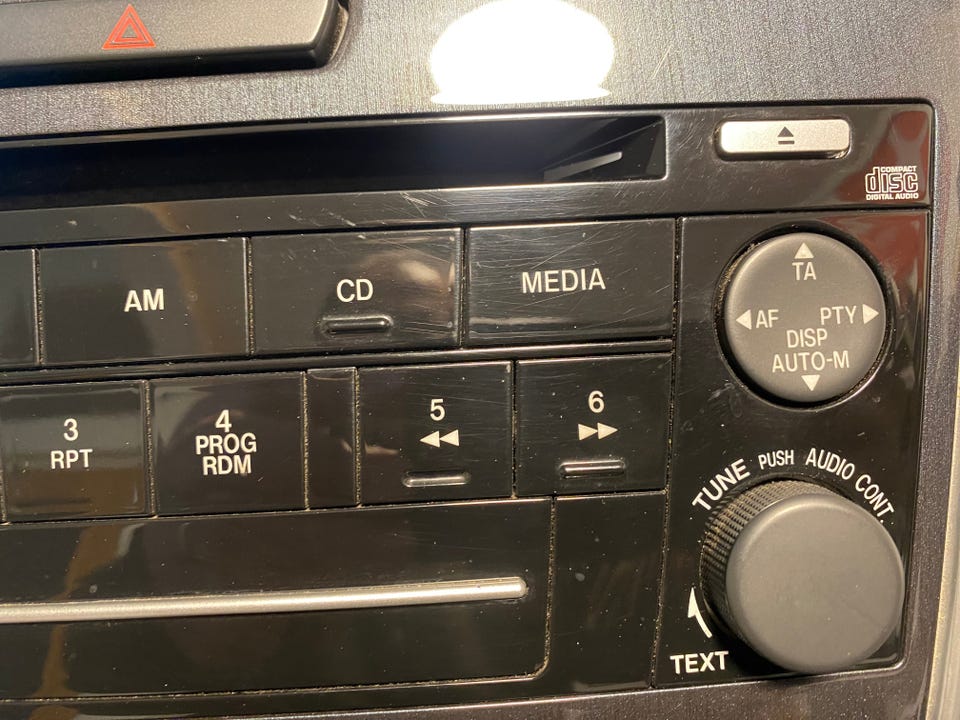 COMPACT
disc
DIGITAL AUDIO
AM
CD
MEDIA
TA
AF PTY
DISP
AUTO-M
3
RPT
4
PROG
RDM
5
6
TUNE PUSH AUDIO CONT
TEXT